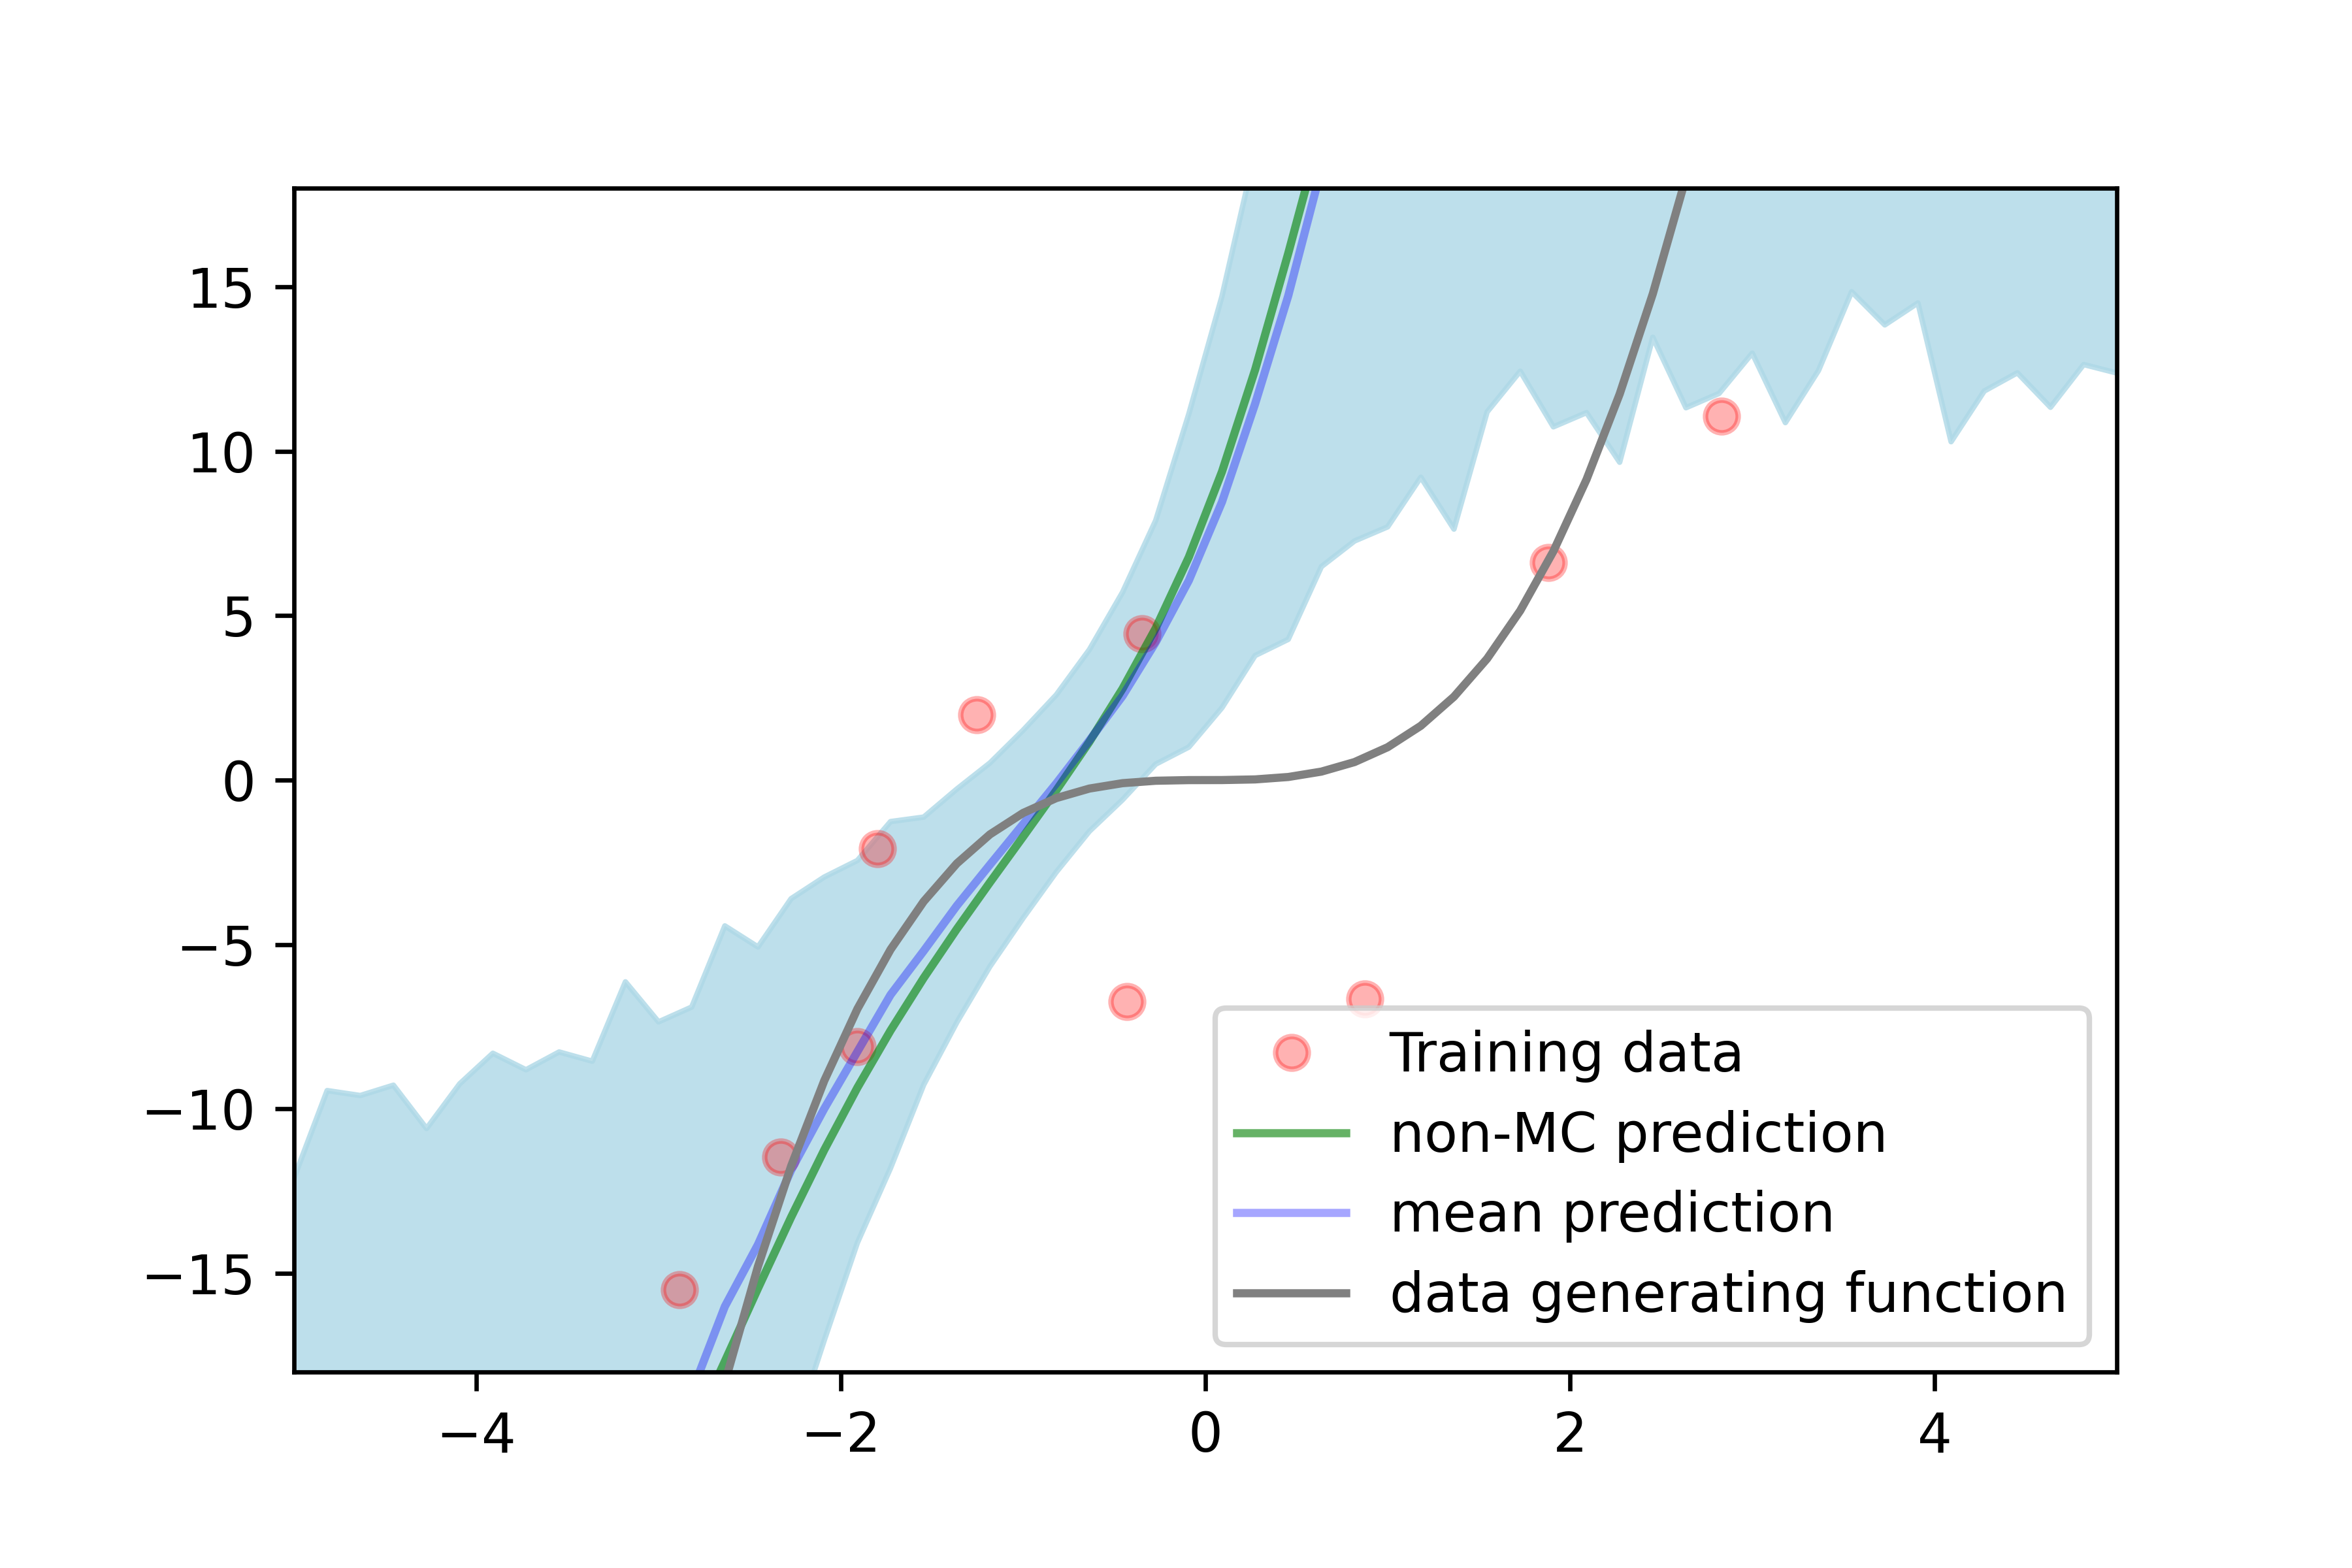 15
10
5
0
−5
−10
−15
Training data
non-MC prediction
mean prediction
data generating function
−4 −2 0 2 4